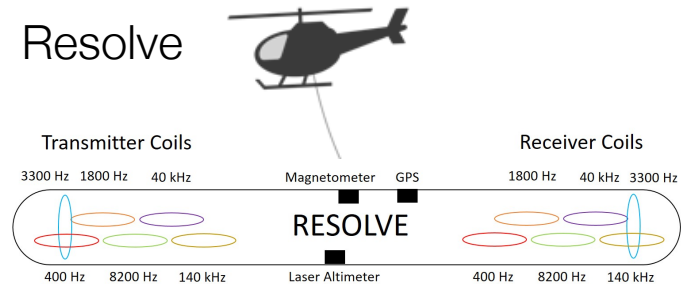 Resolve
Transmitter Coils
Receiver Coils
3300 Hz 1800 Hz 40 kHz Magnetometer GPS 1800 Hz 40 kHz 3300 Hz
RESOLVE
400 Hz 8200 Hz 140 kHz Laser Altimeter 400 Hz 8200 Hz 140 kHz